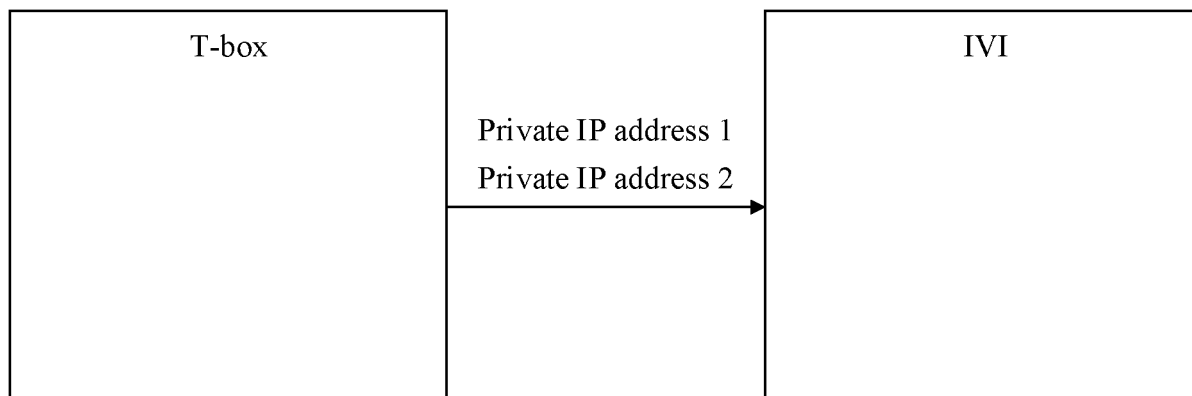 T-box
IVI
Private IP address 1
Private IP address 2